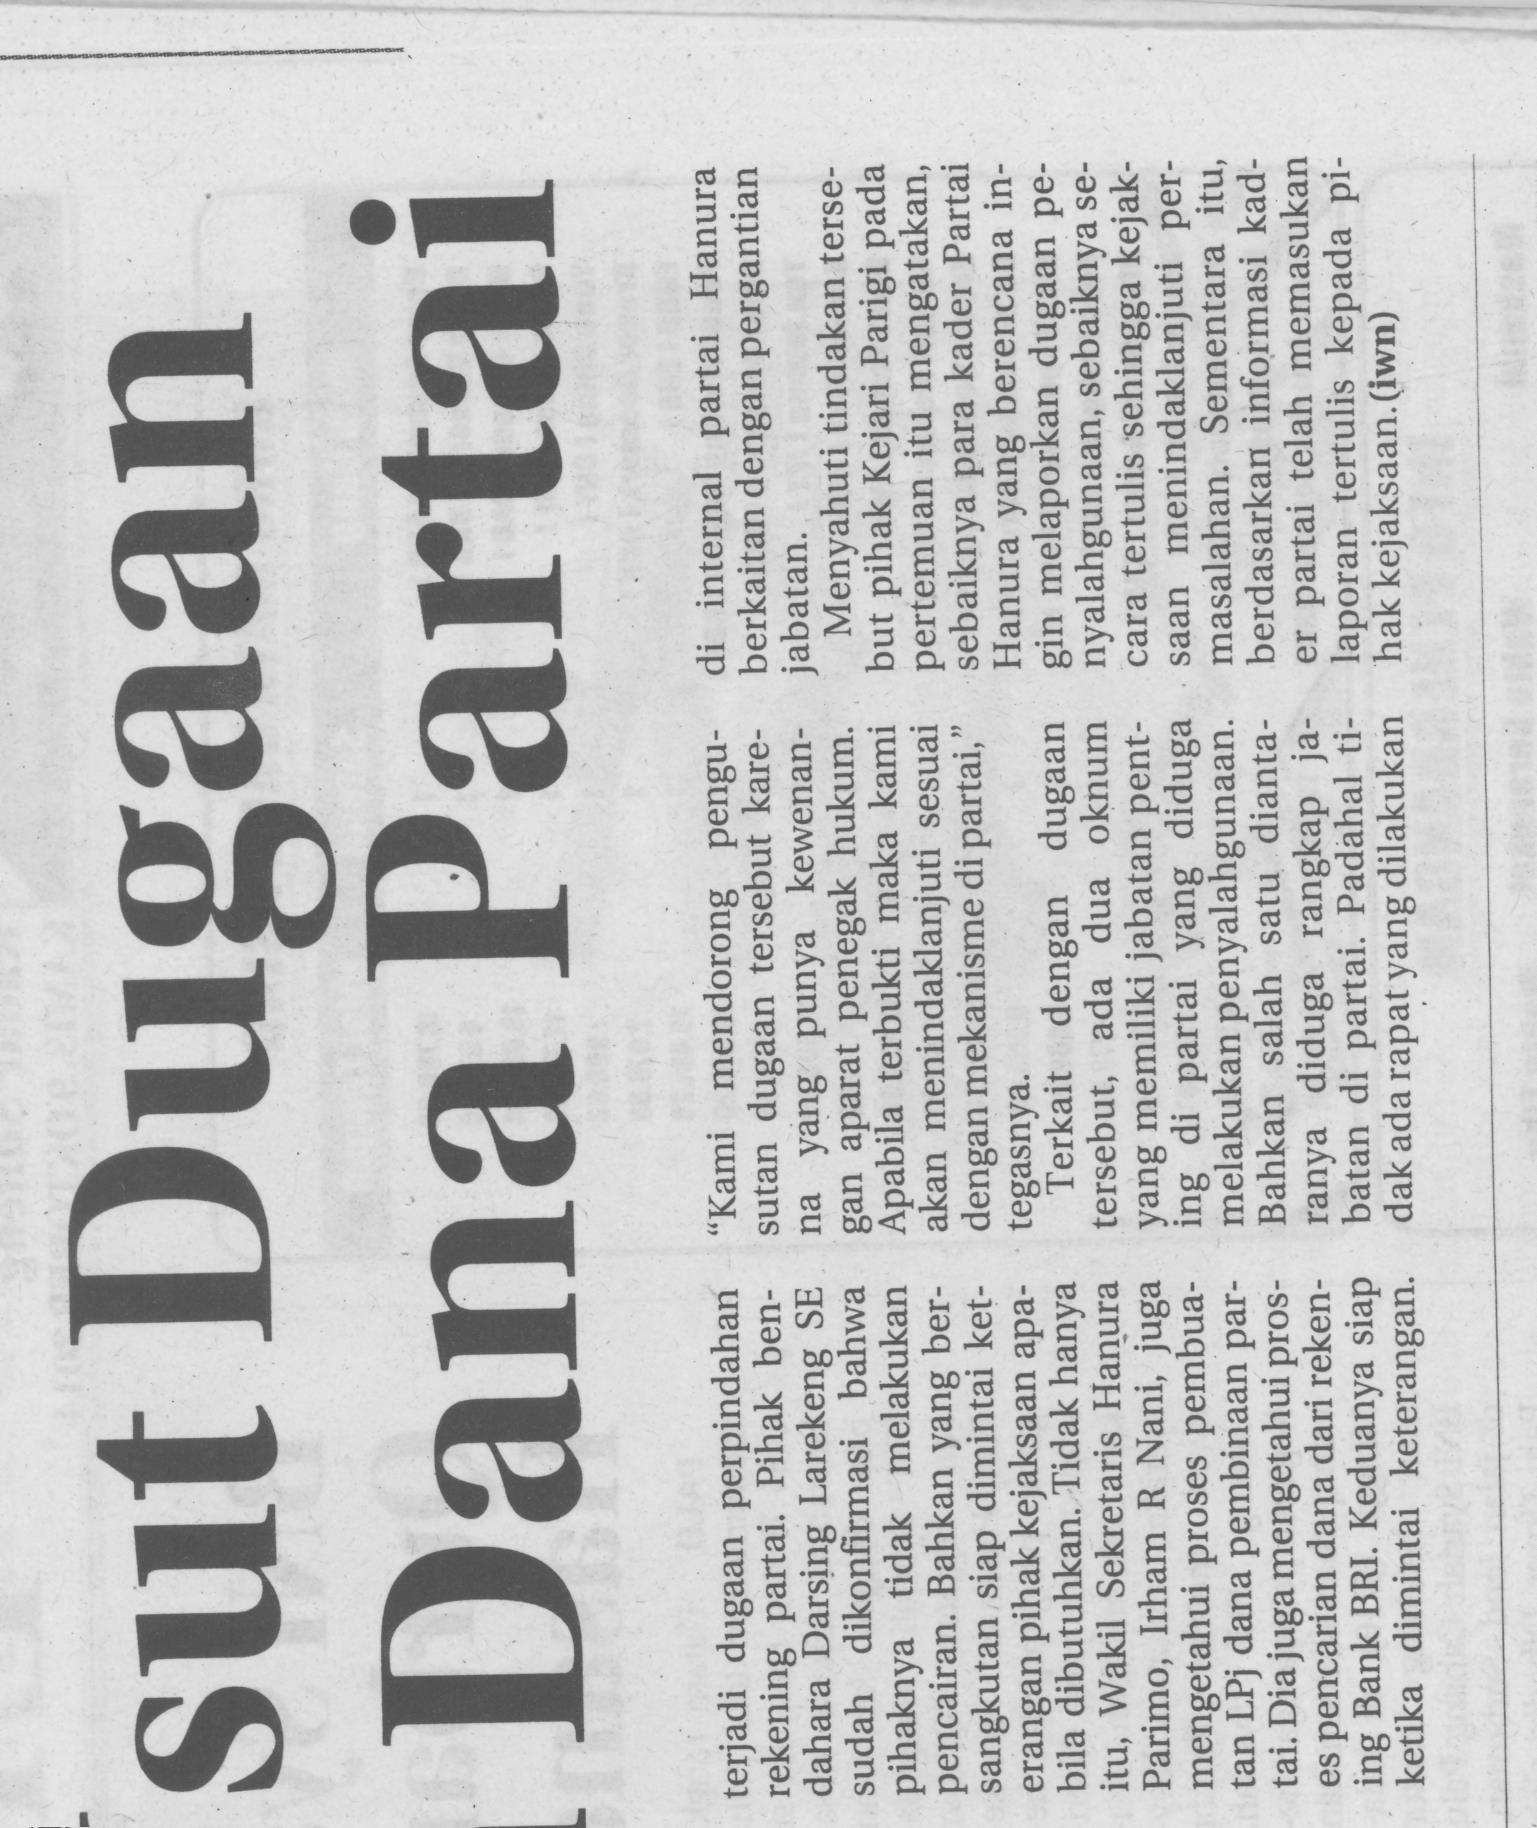 sut Dugaan
Dana Partai
terjadi dugaan perpindahan
rekening partai. Pihak ben-
dahara Darsing Larekeng SE
sudah dikonfirmasi bahwa
pihaknya tidak melakukan
pencairan. Bahkan yang ber-
sangkutan siap dimintai ket-
erangan pihak kejaksaan apa-
bila dibutuhkan. Tidak hanya
itu, Wakil Sekretaris Hanura
Parimo, Irham R Nani, juga
mengetahui proses pembua-
tan LPj dana pembinaan par-
tai. Dia juga mengetahui pros-
es pencarian dana dari reken-
ing Bank BRI. Keduanya siap
ketika dimintai keterangan.
“Kami mendorong pengu-
sutan dugaan tersebut kare-
na yang punya kewenan-
gan aparat penegak hukum.
Apabila terbukti maka kami
akan menindaklanjuti sesuai
dengan mekanisme di partai,”
tegasnya.
Terkait dengan dugaan
tersebut, ada dua oknum
yang memiliki jabatan pent-
ing di partai yang diduga
melakukan penyalahgunaan.
Bahkan salah satu dianta-
ranya diduga rangkap ja-
batan di partai. Padahal ti-
dak ada rapat yang dilakukan
di internal partai Hanura
berkaitan dengan pergantian
jabatan.
Menyahuti tindakan terse-
but pihak Kejari Parigi pada
pertemuan itu mengatakan,
sebaiknya para kader Partai
Hanura yang berencana in-
gin melaporkan dugaan pe-
nyalahgunaan, sebaiknya se-
cara tertulis sehingga kejak-
saan menindaklanjuti per-
masalahan. Sementara itu,
berdasarkan informasi kad-
er partai telah memasukan
laporan tertulis kepada pi-
hak kejaksaan.(iwn)